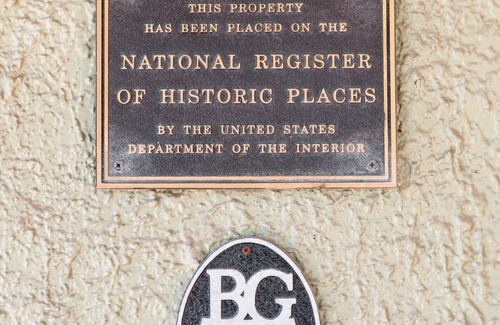 THIS PROPERTY
HAS BEEN PLACED ON THE
NATIONAL REGISTER
OF HISTORIC PLACES
BY THE UNITED STATES
DEPARTMENT OF THE INTERIOR
BG